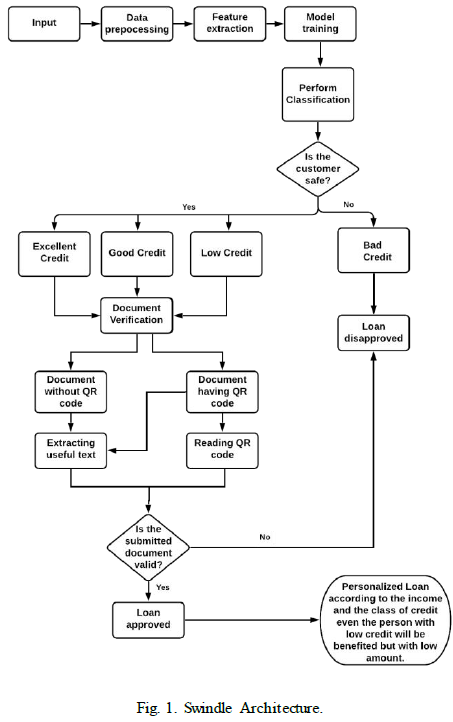 Input
Data
prepocessing
Feature
extraction
Model
training
Perform
Classification
Is the
customer
safe?
Yes
No
Excellent
Credit
Good Credit
Low Credit
Bad
Credit
Document
Verification
Loan
disapproved
Document
without QR
code
Document
having QR
code
Extracting
useful text
Reading QR
code
Is the
submitted
document
valid?
No
Yes
Loan
approved
Personalized Loan
according to the income
and the class of credit
even the person with
low credit will be
benefited but with low
amount.
Fig. 1. Swindle Architecture.